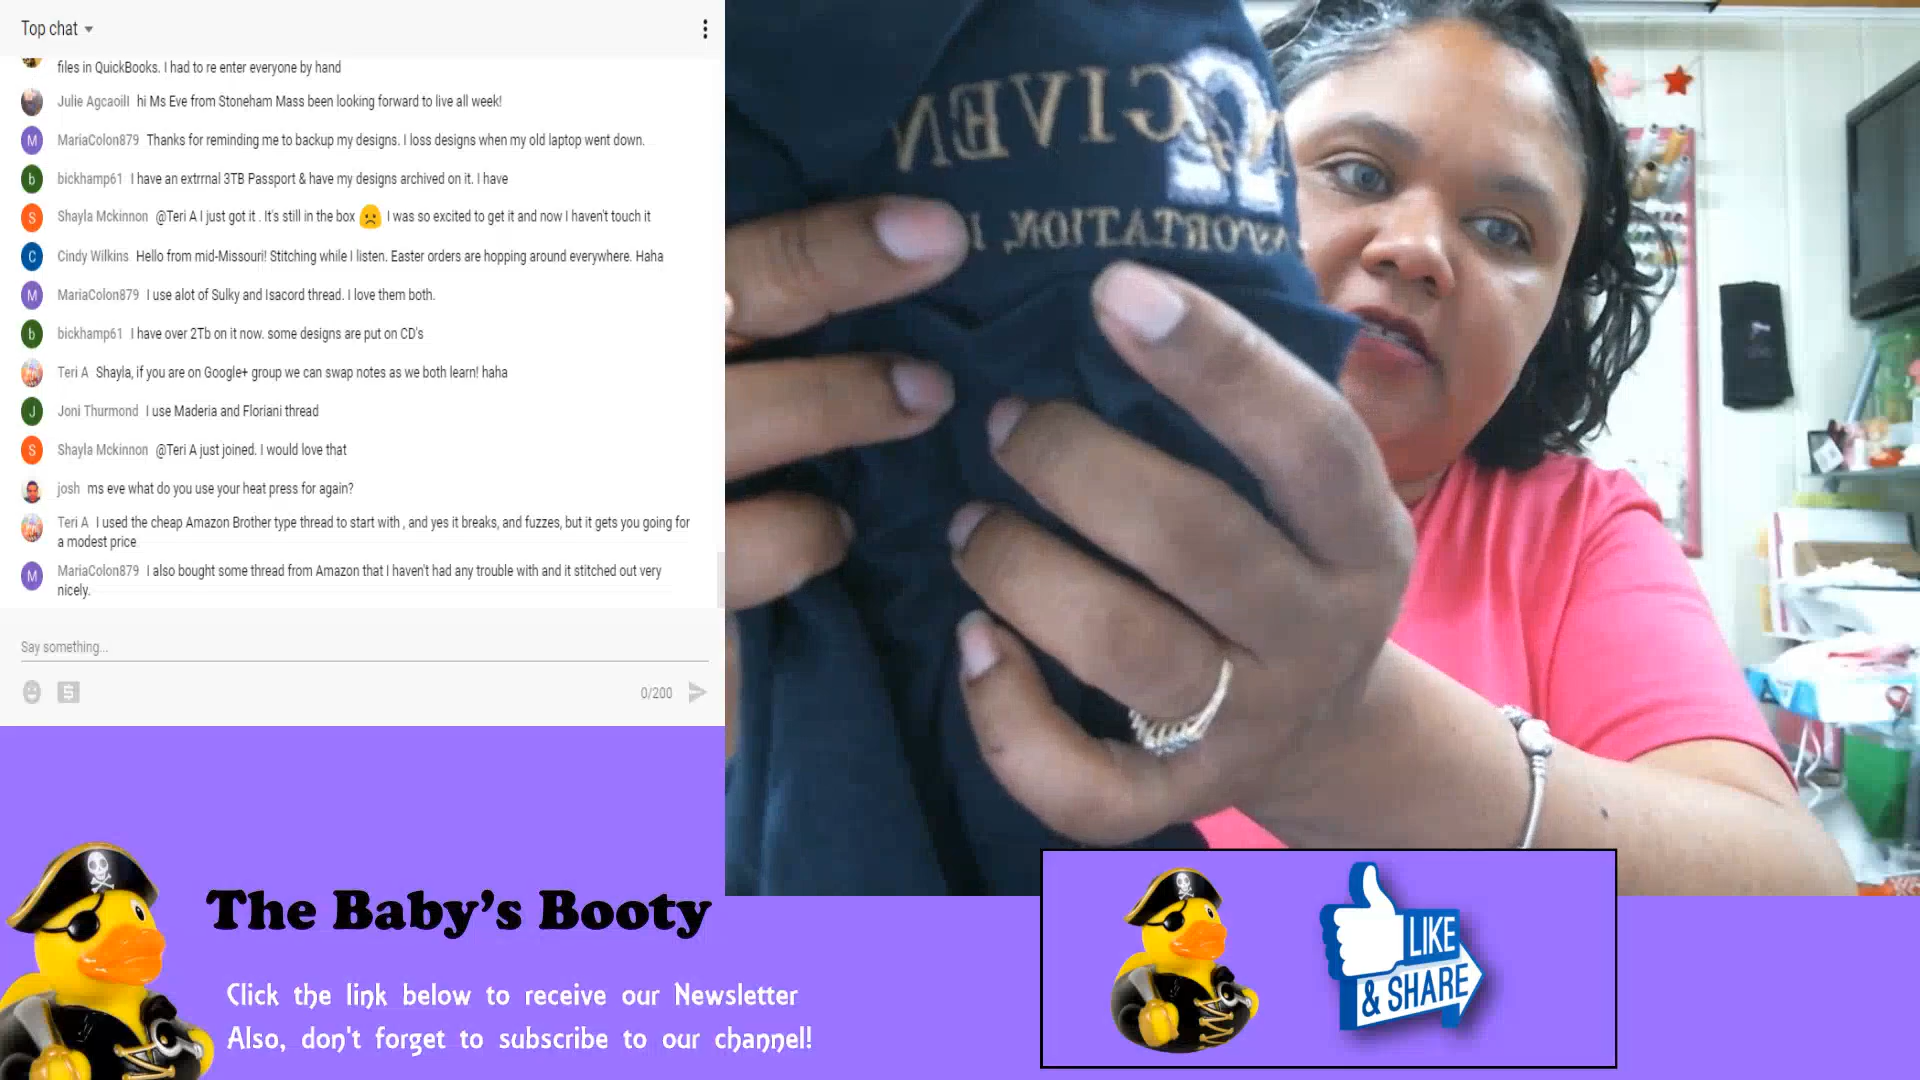 Top chat
files in QuickBooks. I had to re enter everyone by hand
Julie Agcaoili hi Ms Eve from Stoneham Mass been looking forward to live all week!
M MariaColon879 Thanks for reminding me to backup my designs. I loss designs when my old laptop went down.
b bickhamp61 I have an extrrnal 3TB Passport & have my designs archived on it. I have
S Shayla Mckinnon @Teri A I just got it . It's still in the box I was so excited to get it and now I haven't touch it
C Cindy Wilkins Hello from mid-Missouri! Stitching while I listen. Easter orders are hopping around everywhere. Haha
M MariaColon879 I use alot of Sulky and Isacord thread. I love them both.
b bickhamp61 I have over 2Tb on it now. some designs are put on CD's
Teri A Shayla, if you are on Google+ group we can swap notes as we both learn! haha
J Joni Thurmond I use Maderia and Floriani thread
S Shayla Mckinnon @Teri A just joined. I would love that
josh ms eve what do you use your heat press for again?
Teri A I used the cheap Amazon Brother type thread to start with , and yes it breaks, and fuzzes, but it gets you going for
a modest price
M MariaColon879 I also bought some thread from Amazon that I haven't had any trouble with and it stitched out very
nicely.
Say something...
0/200
GIVEN
The Baby's Booty
Click the link below to receive our Newsletter
Also, don't forget to subscribe to our channel!
LIKE
& SHARE